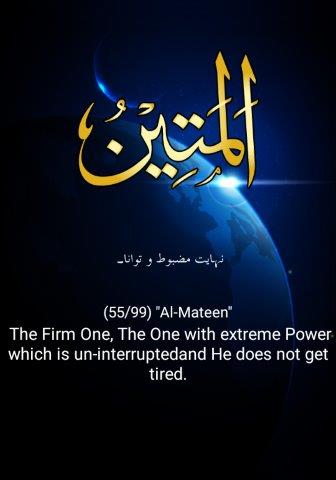 الْمَتِيْنُ
نہایت مضبوط و توانا۔
(55/99) "Al-Mateen"
The Firm One, The One with extreme Power
which is un-interruptedand He does not get
tired.